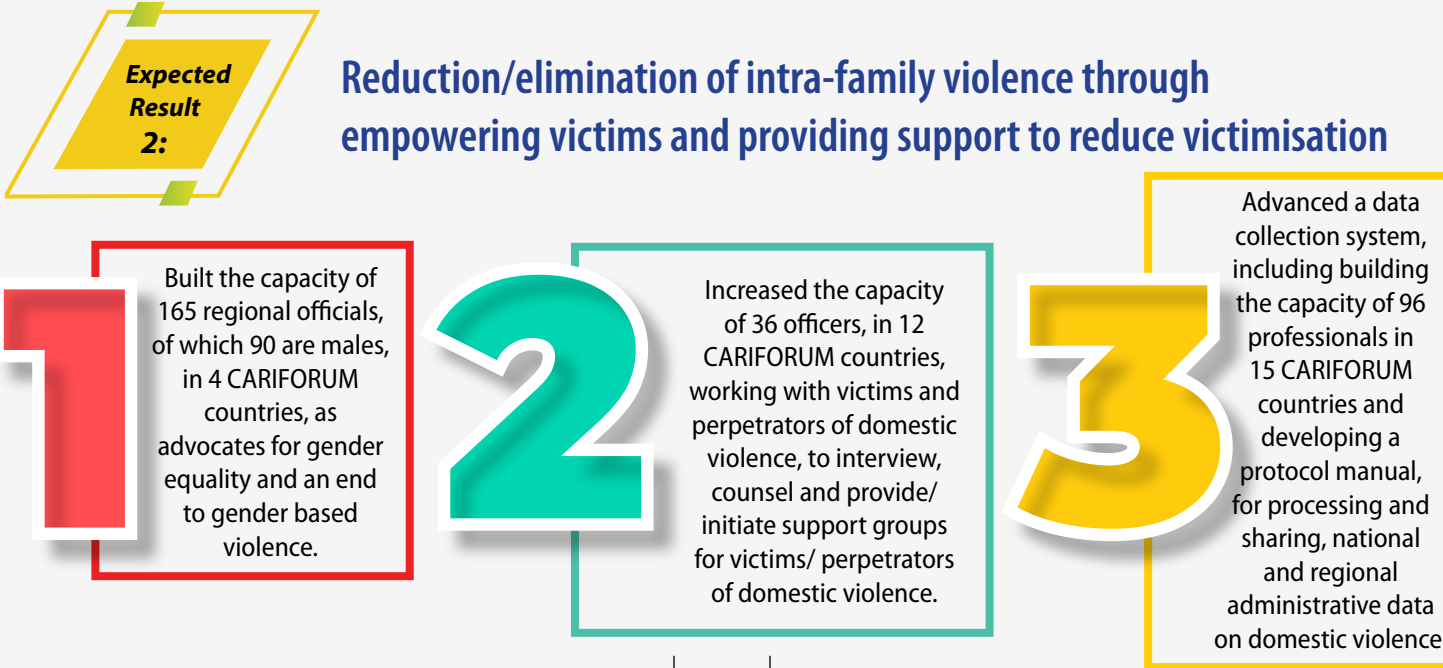 Expected
Result
2:
Reduction/elimination of intra-family violence through
empowering victims and providing support to reduce victimisation
1
Built the capacity of
165 regional officials,
of which 90 are males,
in 4 CARIFORUM
countries, as
advocates for gender
equality and an end
to gender based
violence.
2
Increased the capacity
of 36 officers, in 12
CARIFORUM countries,
working with victims and
perpetrators of domestic
violence, to interview,
counsel and provide/
initiate support groups
for victims/ perpetrators
of domestic violence.
3
Advanced a data
collection system,
including building
the capacity of 96
professionals in
15 CARIFORUM
countries and
developing a
protocol manual,
for processing and
sharing, national
and regional
administrative data
on domestic violence